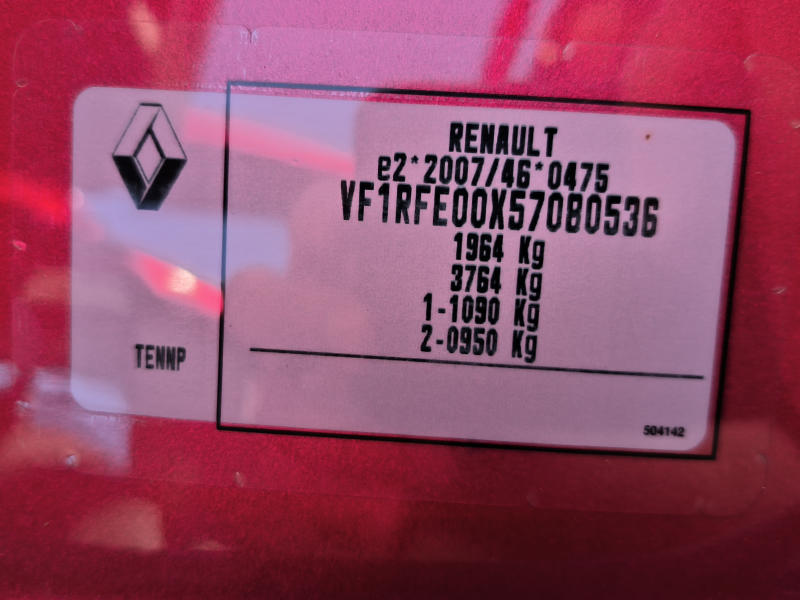 RENAULT
e2*2007/46*0475
VF1RFE00X57080536
1964 Kg
3764 Kg
1-1090 Kg
2-0950 Kg
TENNP
504142